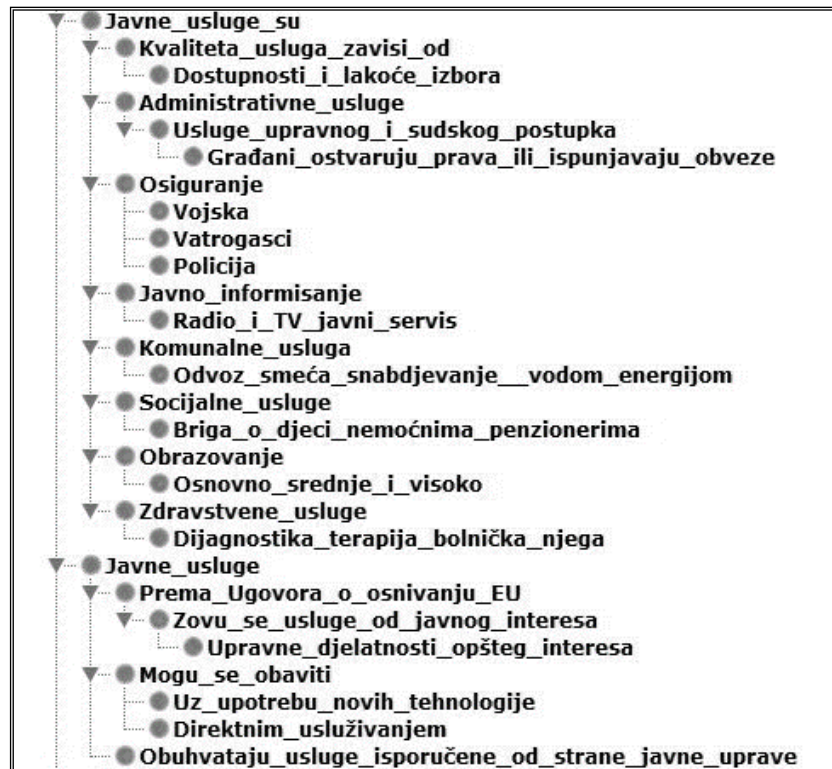 Javne_usluge_su
Kvaliteta_usluga_zavisi_od
Dostupnosti_i_lakoće_izbora
Administrativne_usluge
Usluge_upravnog_i_sudskog_postupka
Građani_ostvaruju_prava_ili_ispunjavaju_obveze
Osiguranje
Vojska
Vatrogasci
Policija
Javno_informisanje
Radio_i_TV_javni_servis
Komunalne_usluga
Odvoz_smeća_snabdjevanje__vodom_energijom
Socijalne_usluge
Briga_o_djeci_nemoćnima_penzionerima
Obrazovanje
Osnovno_srednje_i_visoko
Zdravstvene_usluge
Dijagnostika_terapija_bolnička_njega
Javne_usluge
Prema_Ugovora_o_osnivanju_EU
Zovu_se_usluge_od_javnog_interesa
Upravne_djelatnosti_opšteg_interesa
Mogu_se_obaviti
Uz_upotrebu_novih_tehnologije
Direktnim_usluživanjem
Obuhvataju_usluge_isporučene_od_strane_javne_uprave